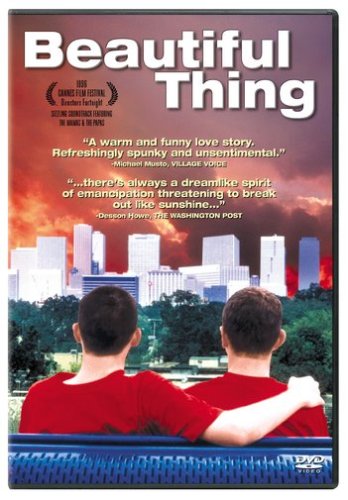 Beautiful
Thing
1996
CANNES FILM FESTIVAL
Directors Fortnight
SIZZLING SOUNDTRACK FEATURING
THE MAMAS & THE PAPAS
"A warm and funny love story.
Refreshingly spunky and unsentimental."
-Michael Musto, VILLAGE VOICE
"...there's always a dreamlike spirit
of emancipation threatening to break
out like sunshine..."
-Desson Howe, THE WASHINGTON POST
DVD
VIDEO